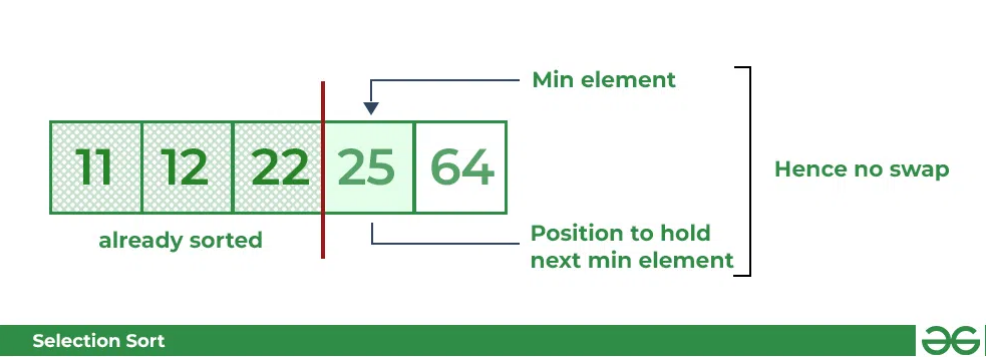 Min element
11 12 22 25 64
Hence no swap
already sorted
Position to hold
next min element
Selection Sort